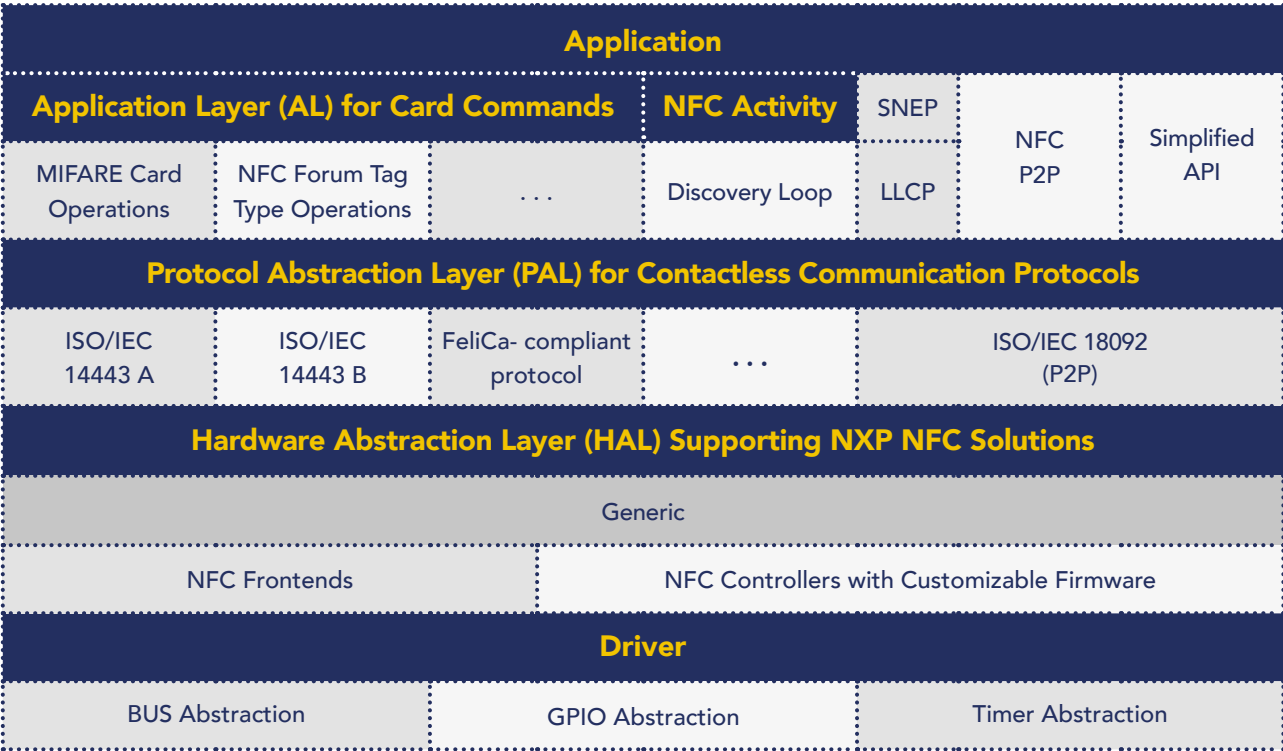 Application
Application Layer (AL) for Card Commands
NFC Activity
SNEP
NFC
P2P
Simplified
API
MIFARE Card
Operations
NFC Forum Tag
Type Operations
. . .
Discovery Loop
LLCP
Protocol Abstraction Layer (PAL) for Contactless Communication Protocols
ISO/IEC
14443 A
ISO/IEC
14443 B
FeliCa- compliant
protocol
. . .
ISO/IEC 18092
(P2P)
Hardware Abstraction Layer (HAL) Supporting NXP NFC Solutions
Generic
NFC Frontends
NFC Controllers with Customizable Firmware
Driver
BUS Abstraction
GPIO Abstraction
Timer Abstraction